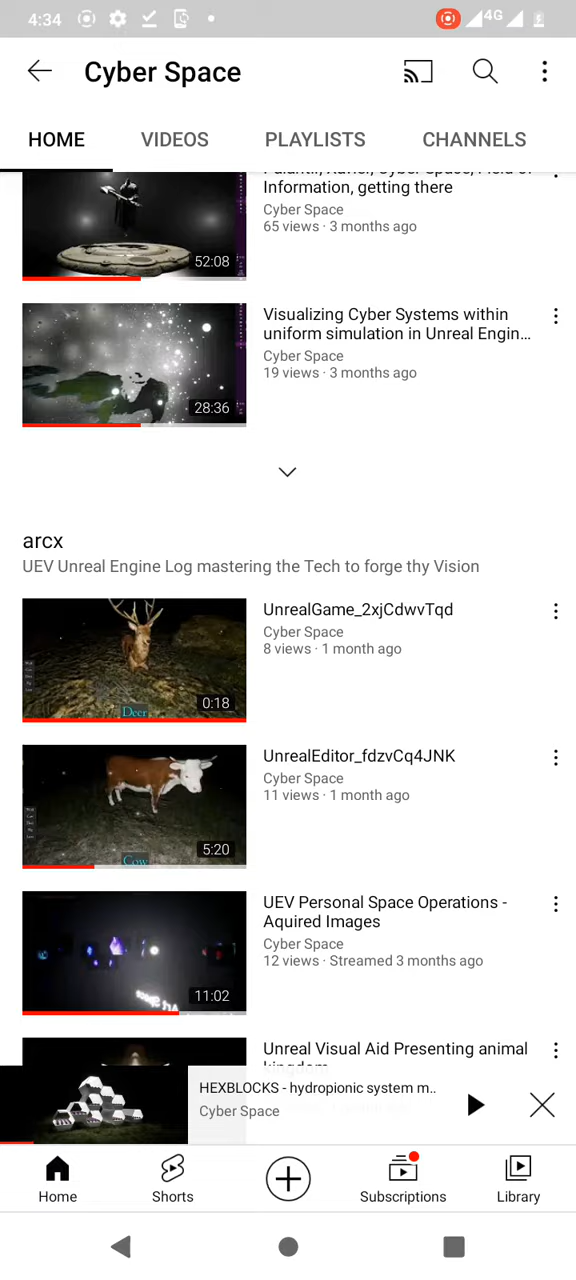 4:34
4G
Cyber Space
HOME VIDEOS PLAYLISTS CHANNELS
Information, getting there
Cyber Space
65 views · 3 months ago
52:08
Visualizing Cyber Systems within
uniform simulation in Unreal Engin...
Cyber Space
19 views · 3 months ago
28:36
arcx
UEV Unreal Engine Log mastering the Tech to forge thy Vision
UnrealGame_2xjCdwvTqd
Cyber Space
8 views · 1 month ago
0:18
Deer
UnrealEditor_fdzvCq4JNK
Cyber Space
11 views · 1 month ago
5:20
Cow
UEV Personal Space Operations -
Aquired Images
Cyber Space
12 views · Streamed 3 months ago
11:02
Unreal Visual Aid Presenting animal
HEXBLOCKS - hydropionic system m..
Cyber Space
Home
Shorts
Subscriptions
Library